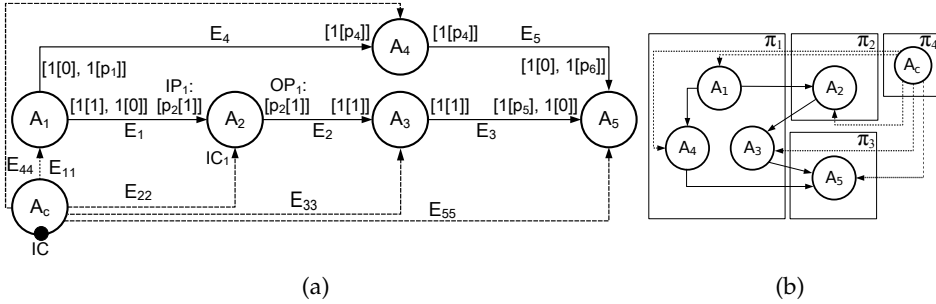 E₄
[1[p₄]]
A₄
[1[p₄]]
E₅
[1[0], 1[p₁]]
[1[0], 1[p₆]]
A₁
[1[1], 1[0]]
E₁
IP₁:
[p₂[1]]
A₂
IC₁
OP₁:
[p₂[1]]
E₂
[1[1]]
A₃
[1[1]]
E₃
[1[p₅], 1[0]]
A₅
E₄₄
E₁₁
E₂₂
E₃₃
E₅₅
A_c
IC
(a)
π₁
π₂
π₄
A_c
A₁
A₂
A₄
A₃
π₃
A₅
(b)